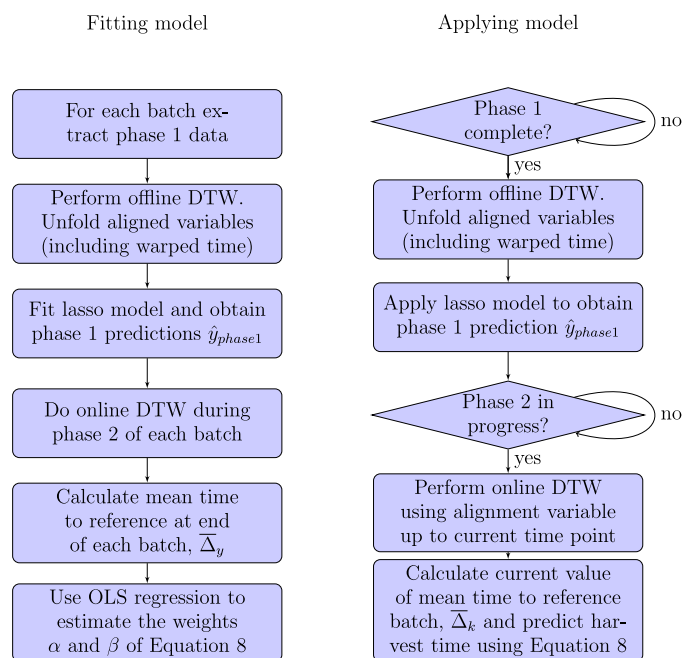 Fitting model
For each batch ex-
tract phase 1 data
Perform offline DTW.
Unfold aligned variables
(including warped time)
Fit lasso model and obtain
phase 1 predictions ŷ_{phase1}
Do online DTW during
phase 2 of each batch
Calculate mean time
to reference at end
of each batch, \overline{Δ}_y
Use OLS regression to
estimate the weights
α and β of Equation 8
Applying model
Phase 1
complete?
no
yes
Perform offline DTW.
Unfold aligned variables
(including warped time)
Apply lasso model to obtain
phase 1 prediction ŷ_{phase1}
Phase 2 in
progress?
no
yes
Perform online DTW
using alignment variable
up to current time point
Calculate current value
of mean time to reference
batch, \overline{Δ}_k and predict har-
vest time using Equation 8